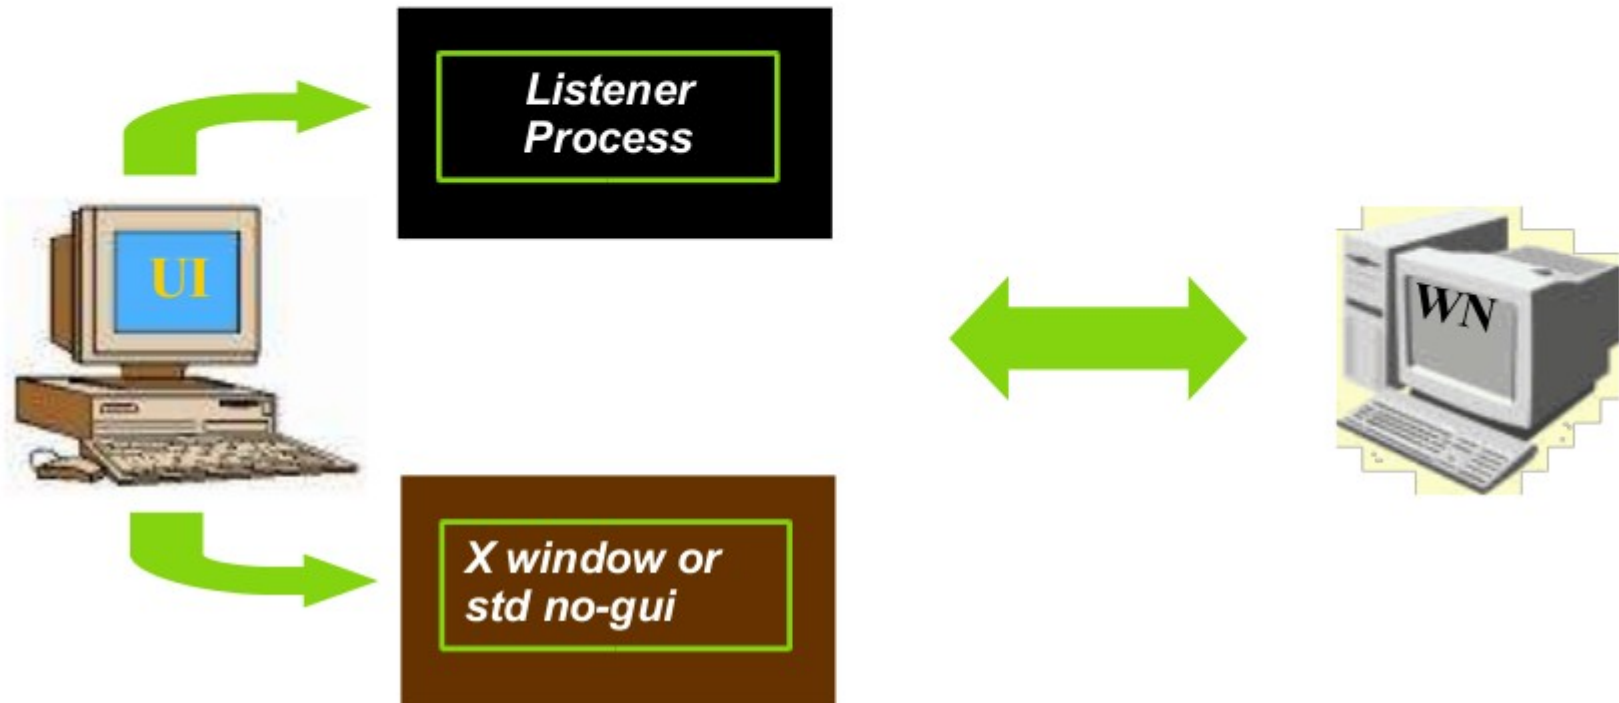 Listener
Process
UI
WN
X window or
std no-gui